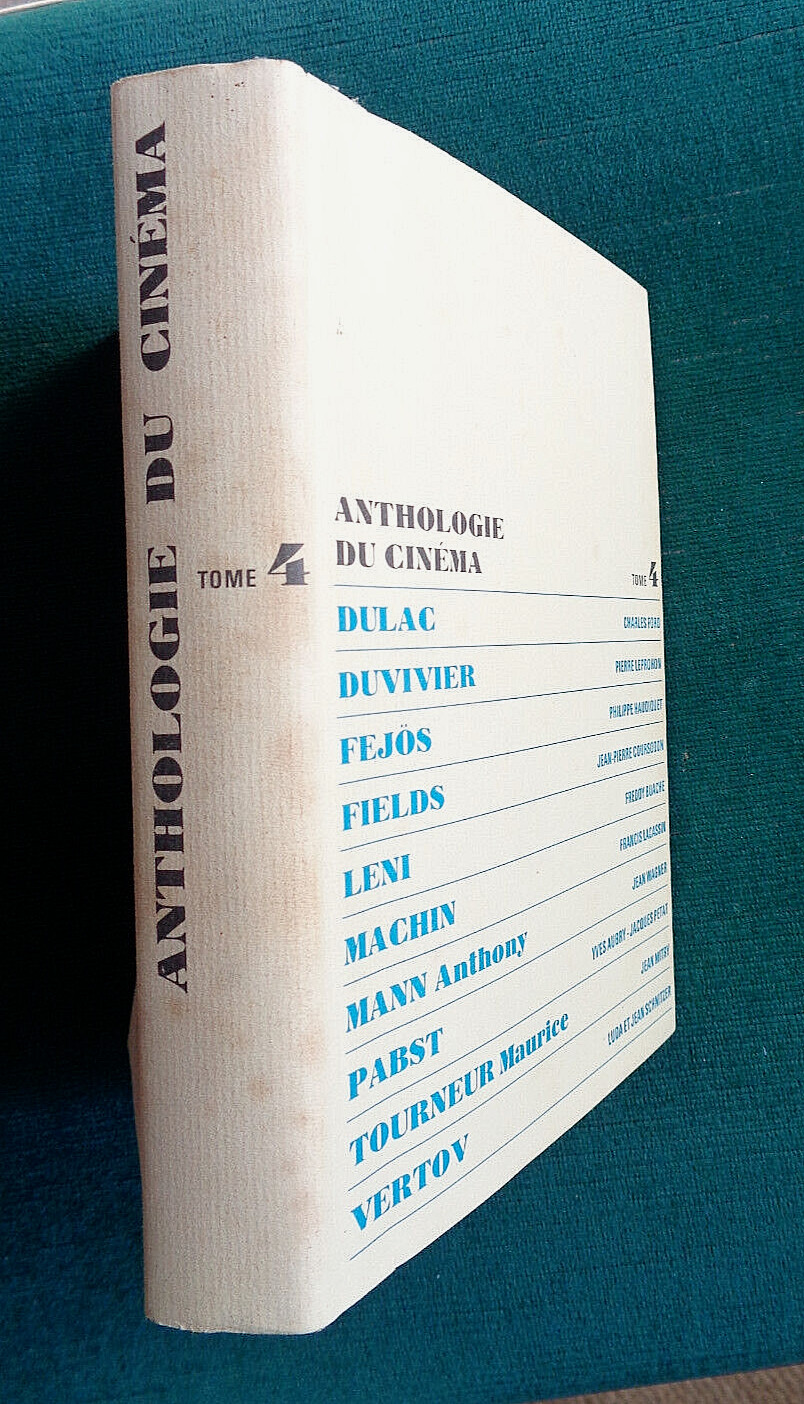 ANTHOLOGIE DU CINÉMA
TOME 4
ANTHOLOGIE
DU CINÉMA
TOME 4
DULAC CHARLES FORD
DUVIVIER PIERRE LEPROHON
FEJÖS PHILIPPE HAUDIQUET
FIELDS JEAN-PIERRE COURSODON
LENI FREDDY BUACHE
MACHIN FRANCIS LACASSIN
MANN Anthony JEAN WAGNER
PABST YVES AUBRY - JACQUES PETAT
TOURNEUR Maurice JEAN MITRY
VERTOV LUDA ET JEAN SCHNITZER